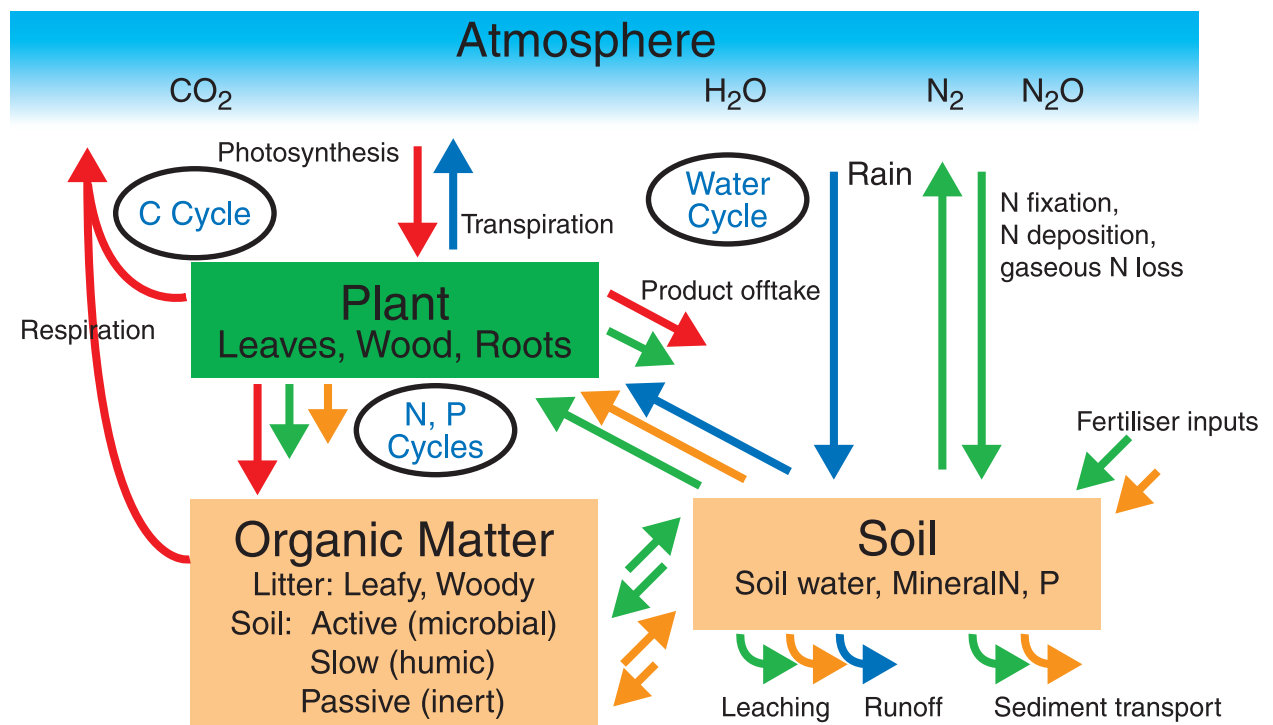 Atmosphere
CO₂
H₂O
N₂
N₂O
Photosynthesis
C Cycle
Transpiration
Water
Cycle
Rain
N fixation,
N deposition,
gaseous N loss
Plant
Leaves, Wood, Roots
Product offtake
Respiration
N, P
Cycles
Fertiliser inputs
Organic Matter
Litter: Leafy, Woody
Soil: Active (microbial)
Slow (humic)
Passive (inert)
Soil
Soil water, MineralN, P
Leaching
Runoff
Sediment transport